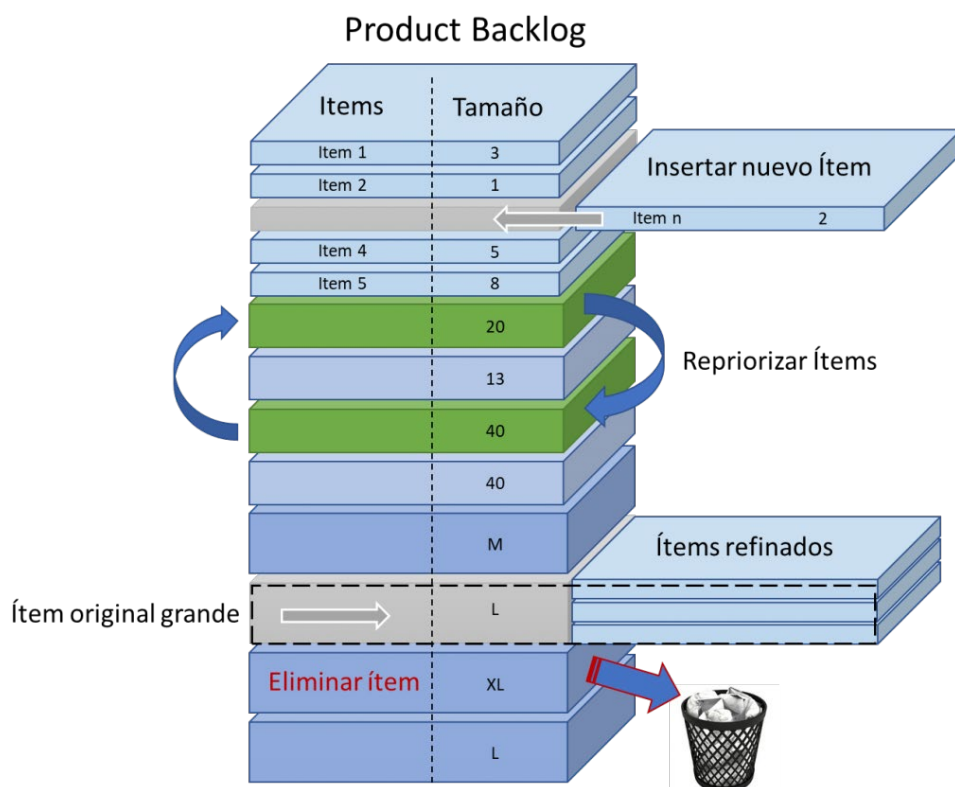 Product Backlog
Items Tamaño
Item 1 3
Item 2 1
Insertar nuevo Ítem
Item n 2
Item 4 5
Item 5 8
20
13
Repriorizar Ítems
40
40
M
Ítems refinados
Ítem original grande
L
Eliminar ítem XL
L